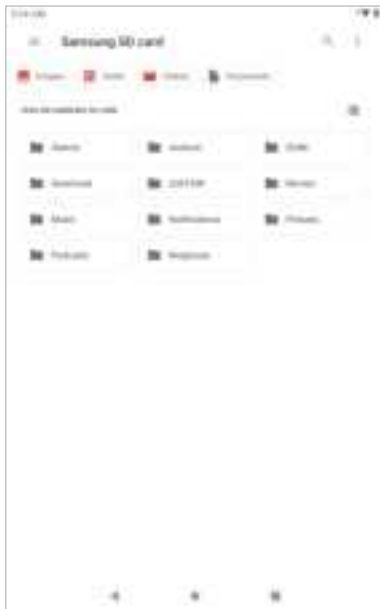 Samsung SD card
Images Audio Videos Documents
Alarms Android DCIM
Download Movies
Music Notifications Pictures
Podcasts Ringtones